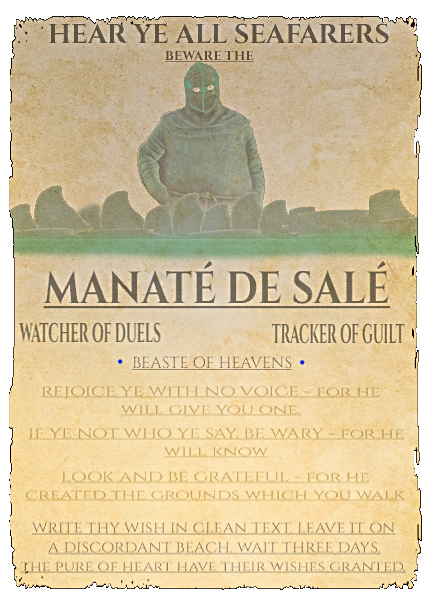 HEAR YE ALL SEAFARERS
BEWARE THE
MANATÉ DE SALÉ
WATCHER OF DUELS TRACKER OF GUILT
• BEASTE OF HEAVENS •
REJOICE YE WITH NO VOICE - FOR HE
WILL GIVE YOU ONE.
IF YE NOT WHO YE SAY, BE WARY - FOR HE
WILL KNOW
LOOK AND BE GRATEFUL - FOR HE
CREATED THE GROUNDS WHICH YOU WALK
WRITE THY WISH IN CLEAN TEXT. LEAVE IT ON
A DISCORDANT BEACH. WAIT THREE DAYS.
THE PURE OF HEART HAVE THEIR WISHES GRANTED.